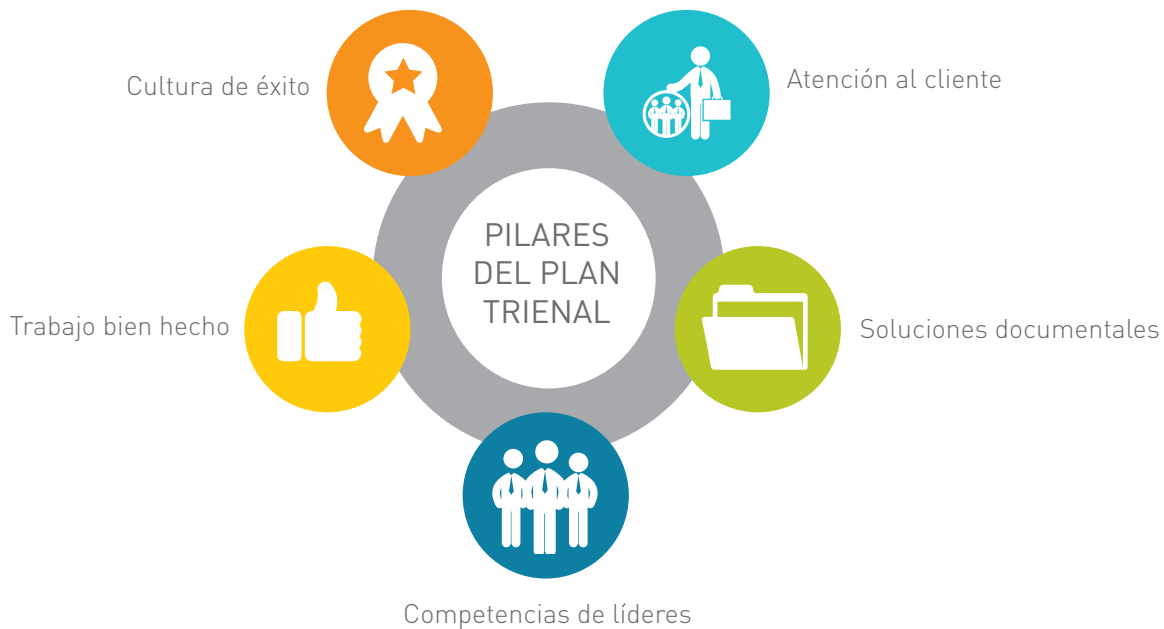 Cultura de éxito
Atención al cliente
PILARES
DEL PLAN
TRIENAL
Trabajo bien hecho
Soluciones documentales
Competencias de líderes